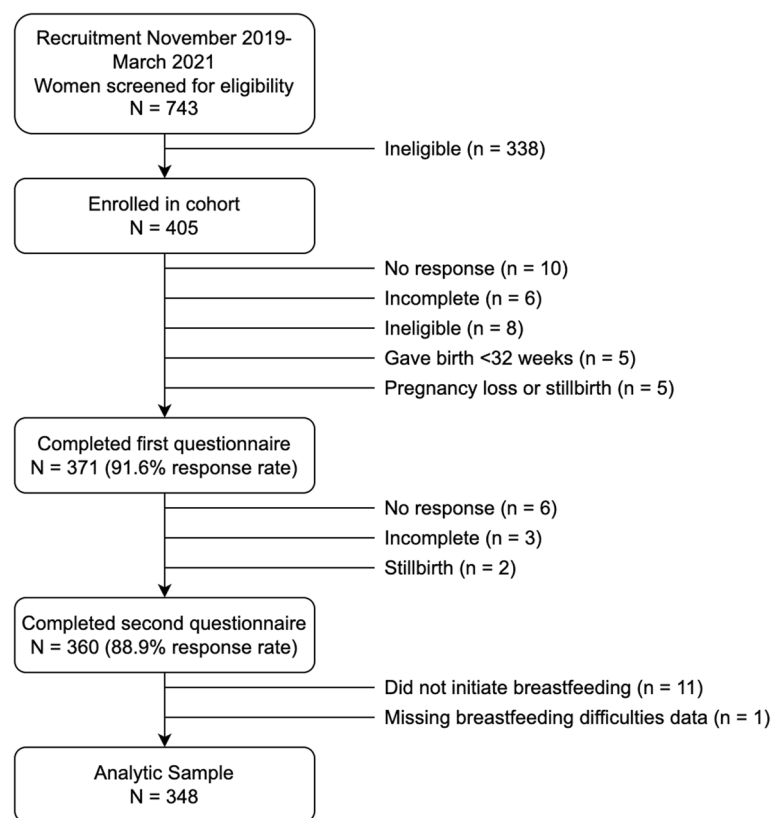 Recruitment November 2019-
March 2021
Women screened for eligibility
N = 743
Ineligible (n = 338)
Enrolled in cohort
N = 405
No response (n = 10)
Incomplete (n = 6)
Ineligible (n = 8)
Gave birth <32 weeks (n = 5)
Pregnancy loss or stillbirth (n = 5)
Completed first questionnaire
N = 371 (91.6% response rate)
No response (n = 6)
Incomplete (n = 3)
Stillbirth (n = 2)
Completed second questionnaire
N = 360 (88.9% response rate)
Did not initiate breastfeeding (n = 11)
Missing breastfeeding difficulties data (n = 1)
Analytic Sample
N = 348